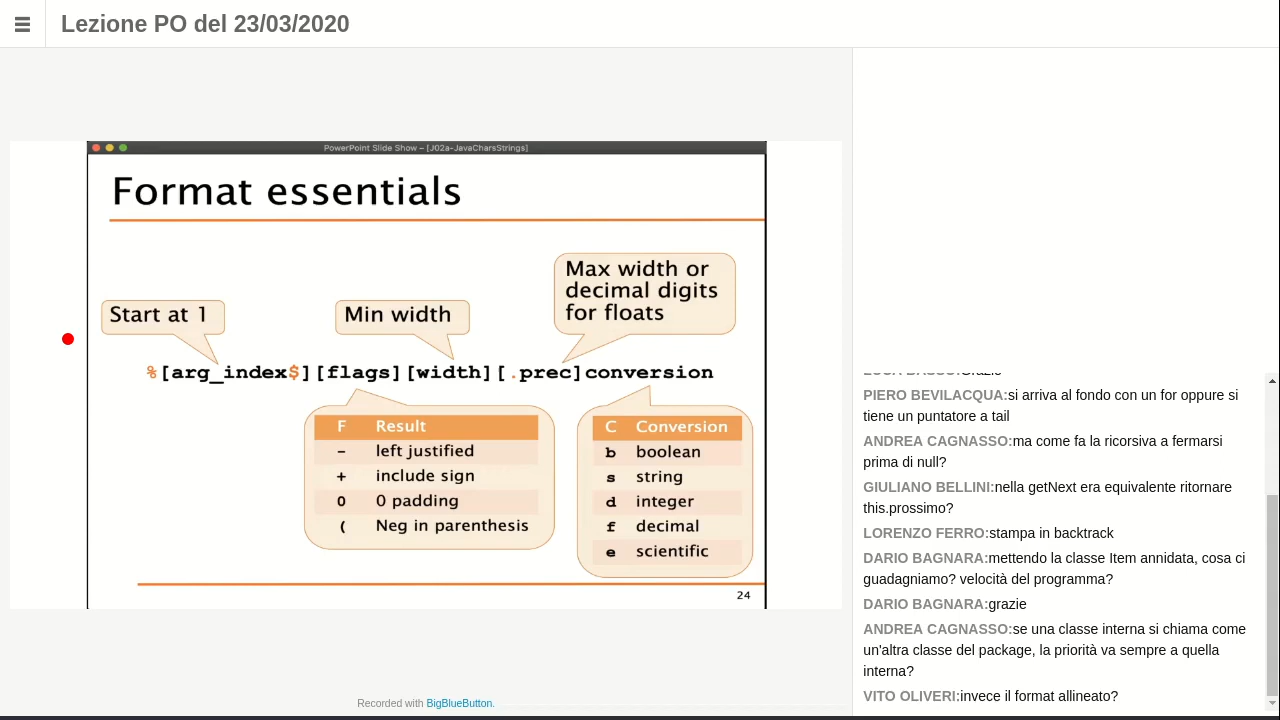 Lezione PO del 23/03/2020
PowerPoint Slide Show – [J02a-JavaCharsStrings]
Format essentials
Max width or
decimal digits
for floats
Start at 1
Min width
%[arg_index$][flags][width][.prec]conversion
F Result
– left justified
+ include sign
0 0 padding
( Neg in parenthesis
C Conversion
b boolean
s string
d integer
f decimal
e scientific
24
Recorded with BigBlueButton.
PIERO BEVILACQUA:si arriva al fondo con un for oppure si
tiene un puntatore a tail
ANDREA CAGNASSO:ma come fa la ricorsiva a fermarsi
prima di null?
GIULIANO BELLINI:nella getNext era equivalente ritornare
this.prossimo?
LORENZO FERRO:stampa in backtrack
DARIO BAGNARA:mettendo la classe Item annidata, cosa ci
guadagniamo? velocità del programma?
DARIO BAGNARA:grazie
ANDREA CAGNASSO:se una classe interna si chiama come
un'altra classe del package, la priorità va sempre a quella
interna?
VITO OLIVERI:invece il format allineato?